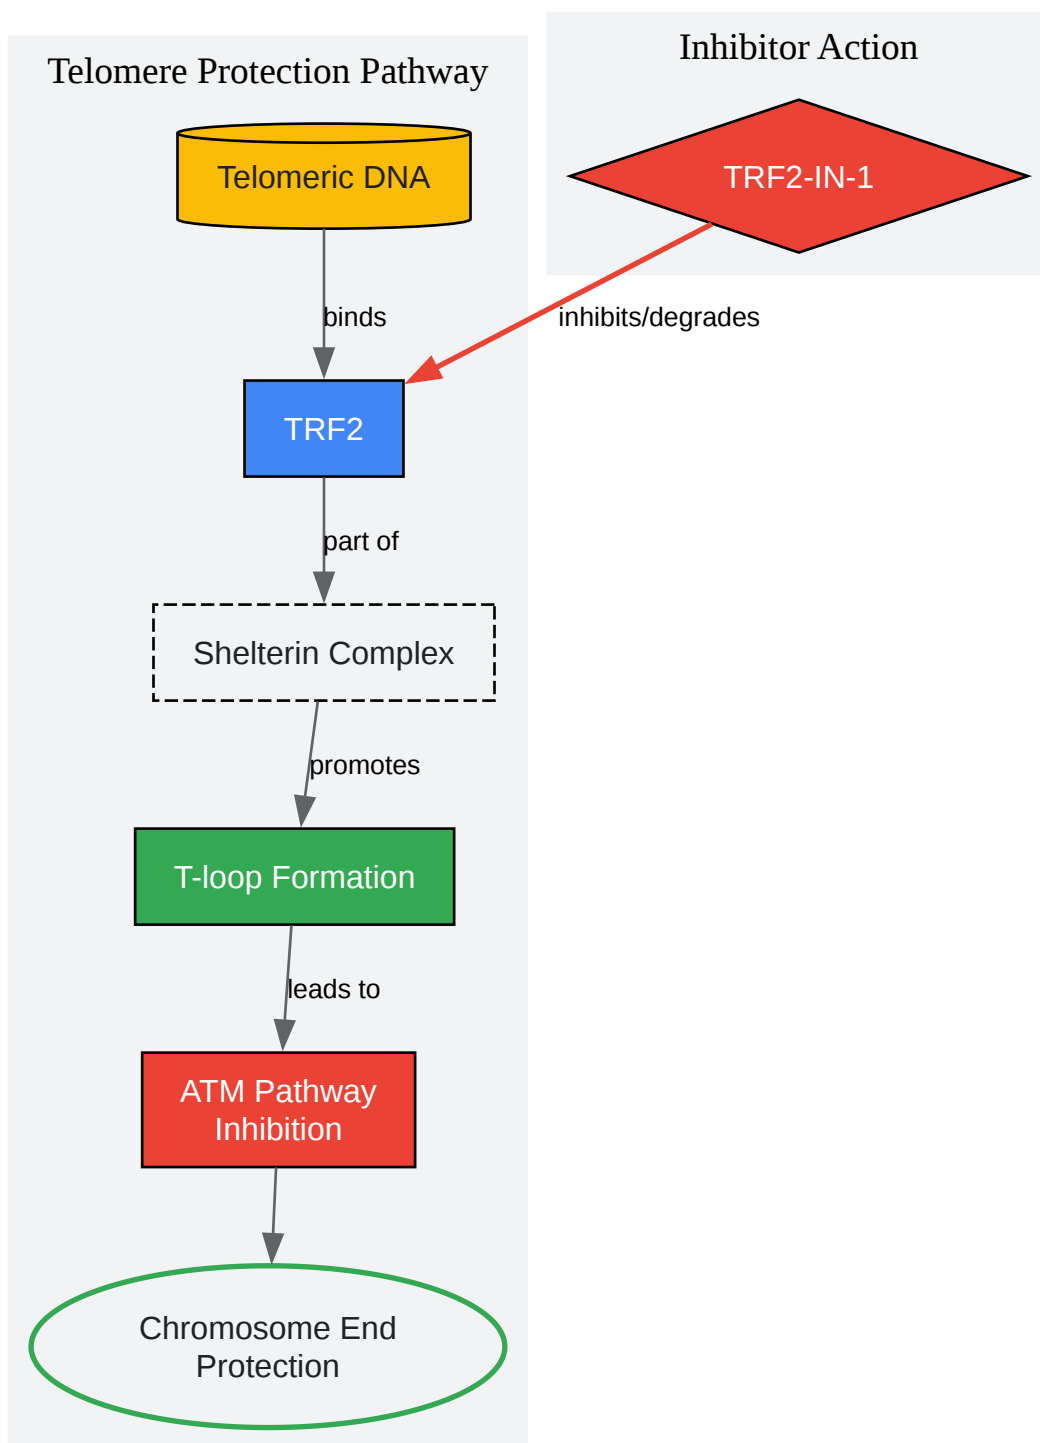 Telomere Protection Pathway
Inhibitor Action
Telomeric DNA
TRF2-IN-1
binds
inhibits/degrades
TRF2
part of
Shelterin Complex
promotes
T-loop Formation
leads to
ATM Pathway
Inhibition
Chromosome End
Protection